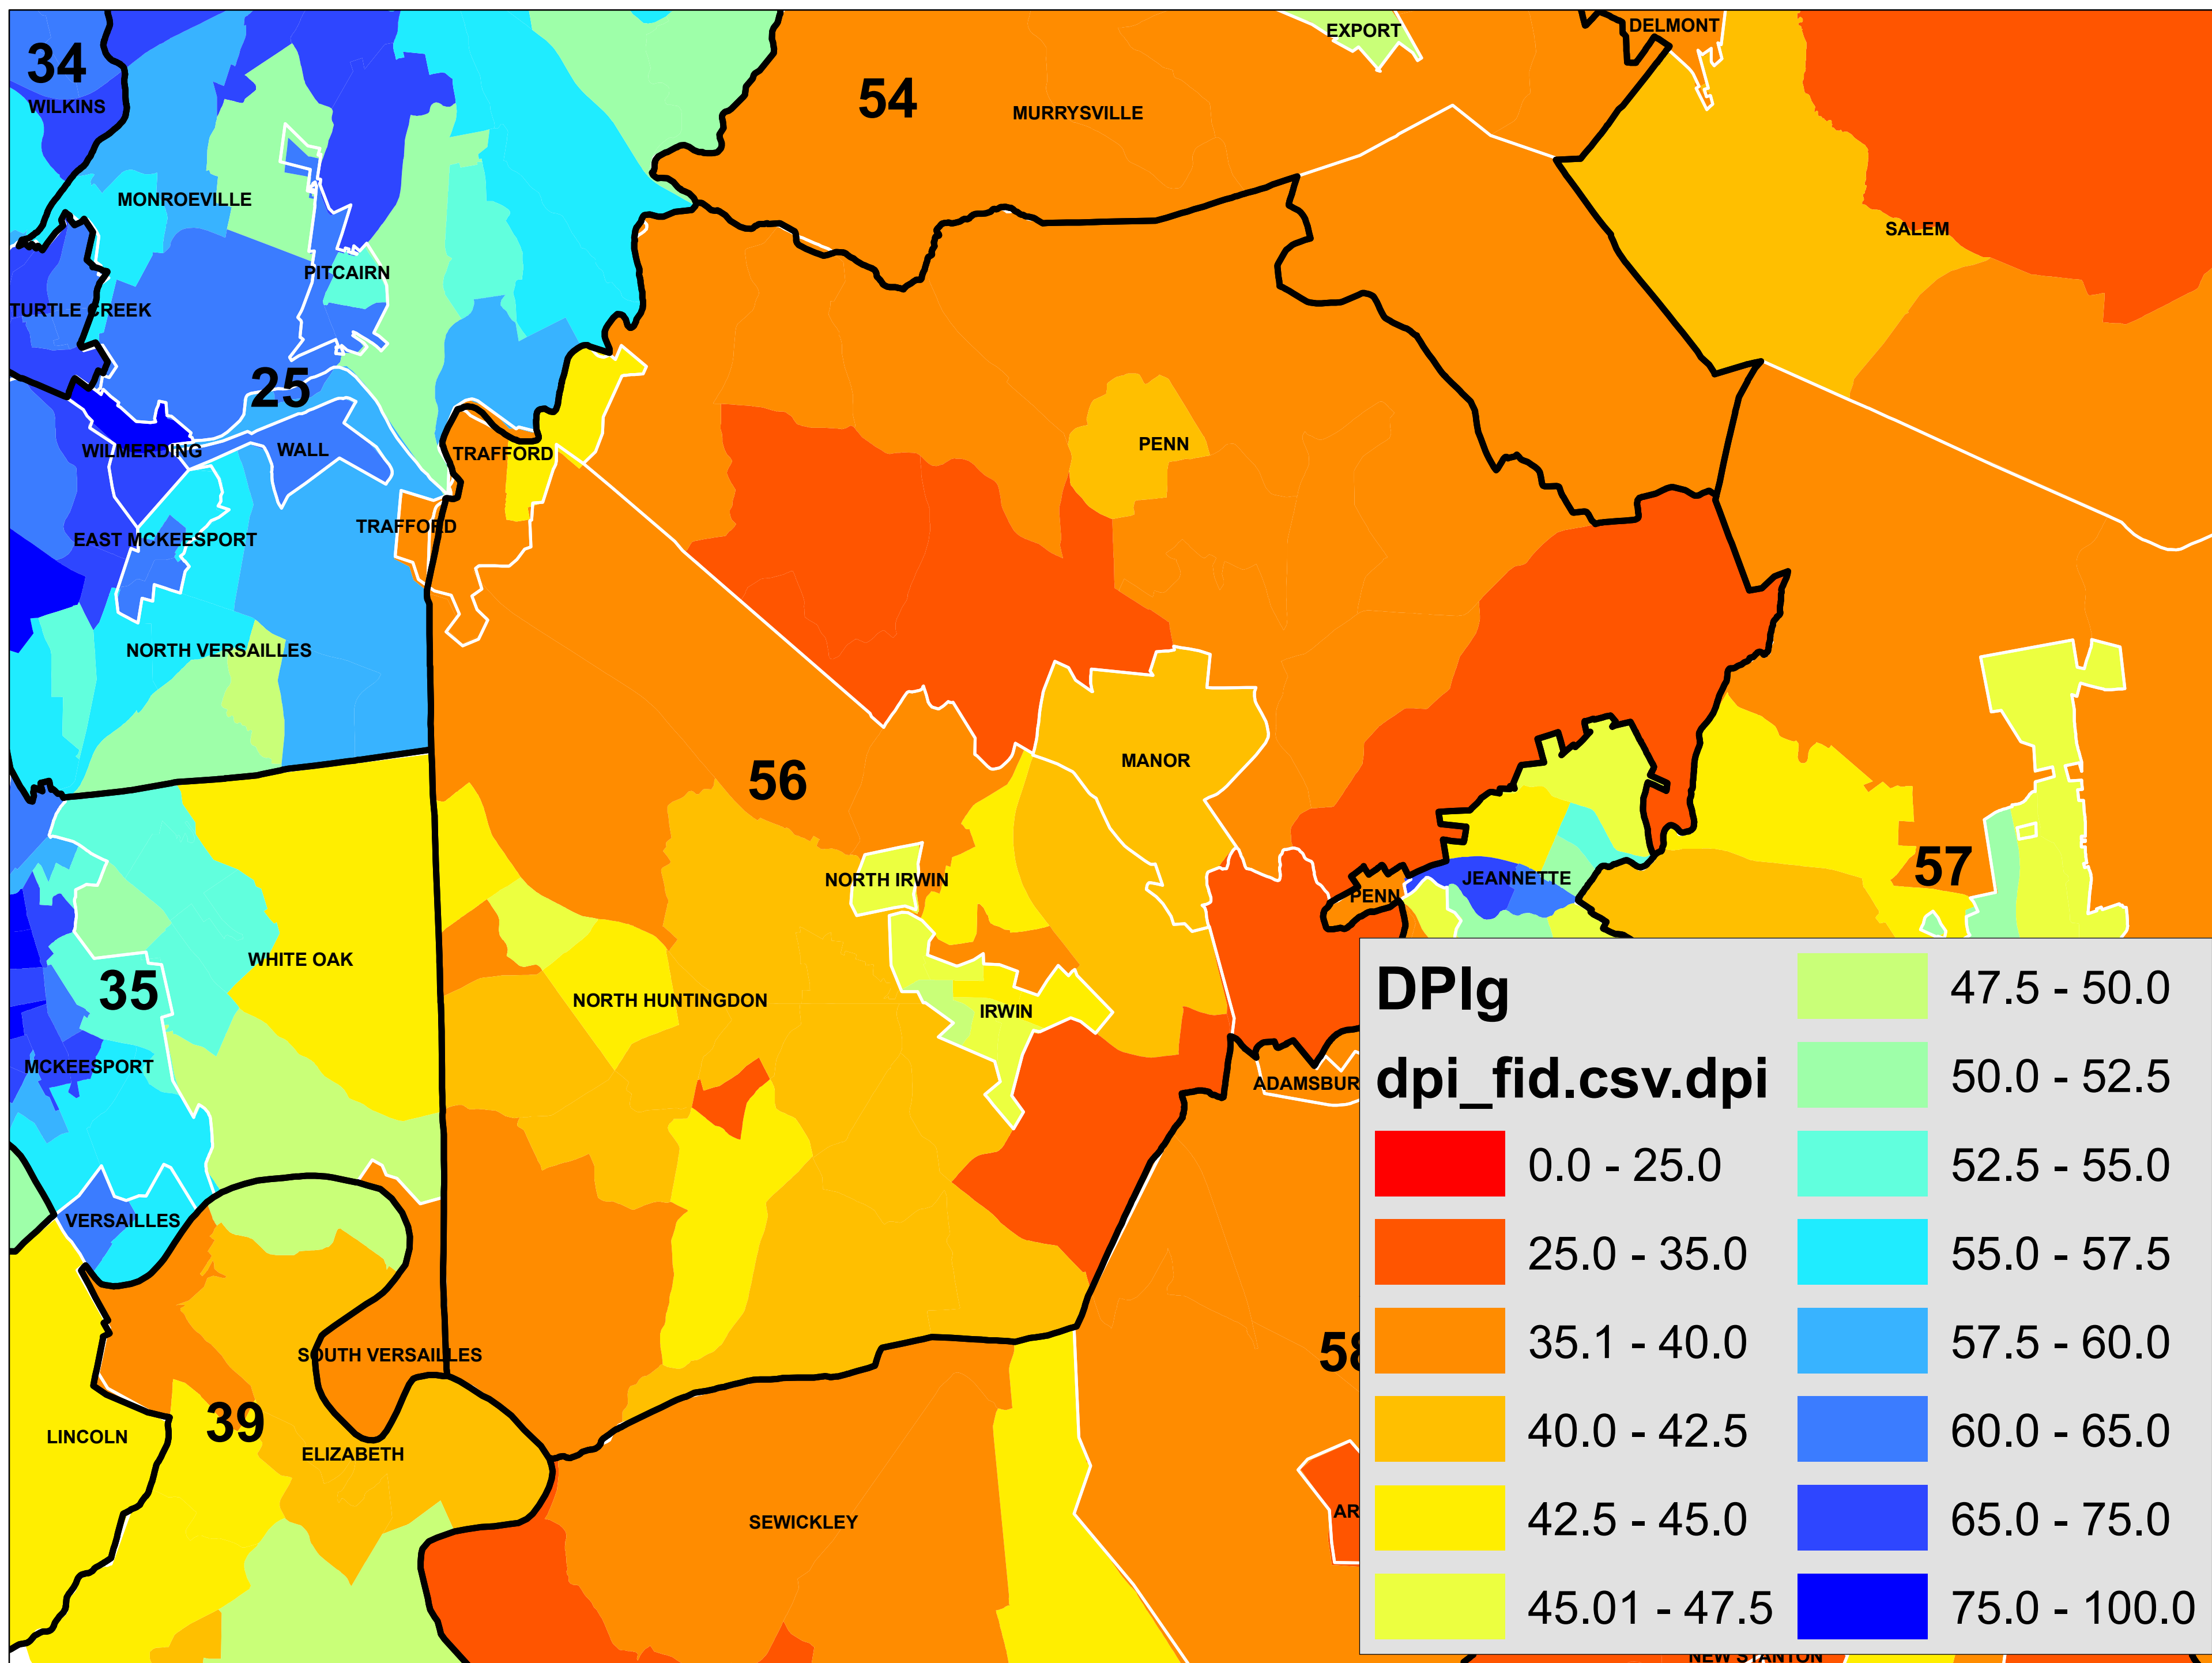 EXPORT
DELMONT
34
WILKINS
54
MURRYSVILLE
MONROEVILLE
SALEM
PITCAIRN
TURTLE CREEK
25
WILMERDING
WALL
TRAFFORD
PENN
TRAFFORD
EAST MCKEESPORT
NORTH VERSAILLES
56
MANOR
NORTH IRWIN
JEANNETTE
57
PENN
WHITE OAK
35
NORTH HUNTINGDON
IRWIN
MCKEESPORT
ADAMSBUR
VERSAILLES
SOUTH VERSAILLES
58
39
LINCOLN
ELIZABETH
SEWICKLEY
AR
NEW STANTON
DPIg
dpi_fid.csv.dpi
0.0 - 25.0
25.0 - 35.0
35.1 - 40.0
40.0 - 42.5
42.5 - 45.0
45.01 - 47.5
47.5 - 50.0
50.0 - 52.5
52.5 - 55.0
55.0 - 57.5
57.5 - 60.0
60.0 - 65.0
65.0 - 75.0
75.0 - 100.0